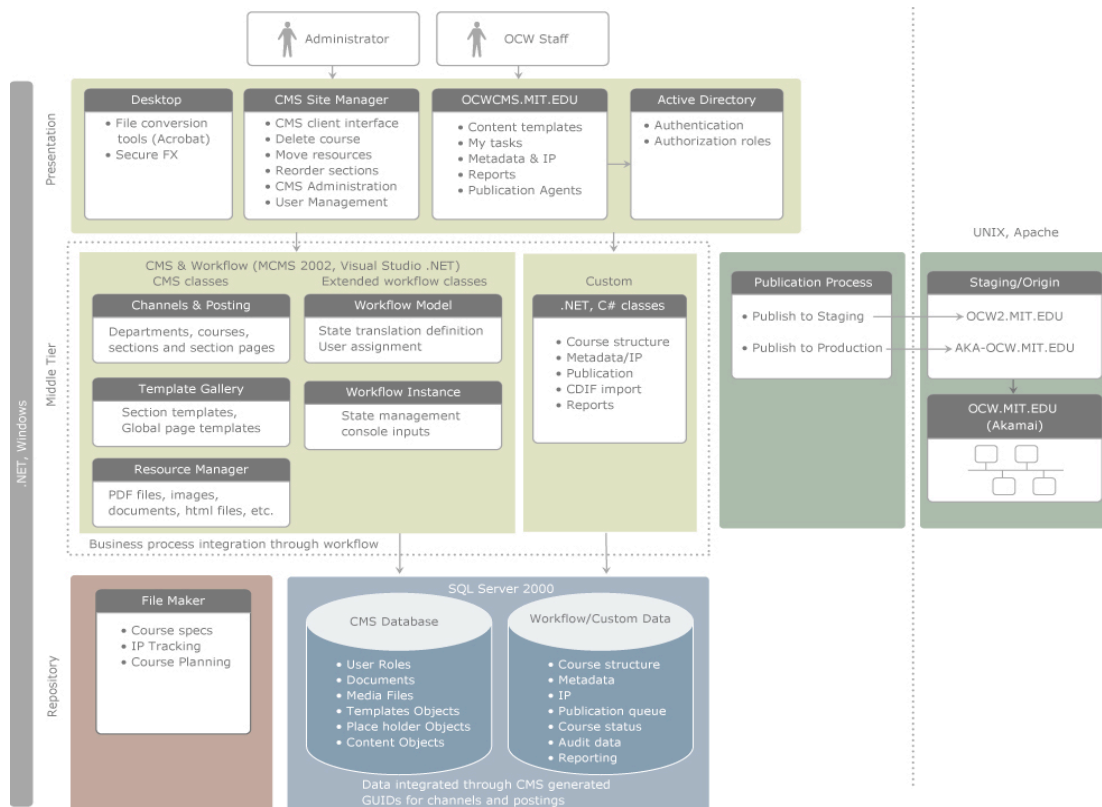 Administrator
OCW Staff
.NET, Windows
Presentation
Desktop
• File conversion
tools (Acrobat)
• Secure FX
CMS Site Manager
• CMS client interface
• Delete course
• Move resources
• Reorder sections
• CMS Administration
• User Management
OCWCMS.MIT.EDU
• Content templates
• My tasks
• Metadata & IP
• Reports
• Publication Agents
Active Directory
• Authentication
• Authorization roles
UNIX, Apache
Middle Tier
CMS & Workflow (MCMS 2002, Visual Studio .NET)
CMS classes
Extended workflow classes
Channels & Posting
Departments, courses,
sections and section pages
Template Gallery
Section templates,
Global page templates
Resource Manager
PDF files, images,
documents, html files, etc.
Workflow Model
State translation definition
User assignment
Workflow Instance
State management
console inputs
Custom
.NET, C# classes
• Course structure
• Metadata/IP
• Publication
• CDIF import
• Reports
Business process integration through workflow
Publication Process
• Publish to Staging
• Publish to Production
Staging/Origin
OCW2.MIT.EDU
AKA-OCW.MIT.EDU
OCW.MIT.EDU
(Akamai)
Repository
File Maker
• Course specs
• IP Tracking
• Course Planning
SQL Server 2000
CMS Database
• User Roles
• Documents
• Media Files
• Templates Objects
• Place holder Objects
• Content Objects
Workflow/Custom Data
• Course structure
• Metadata
• IP
• Publication queue
• Course status
• Audit data
• Reporting
Data integrated through CMS generated
GUIDs for channels and postings